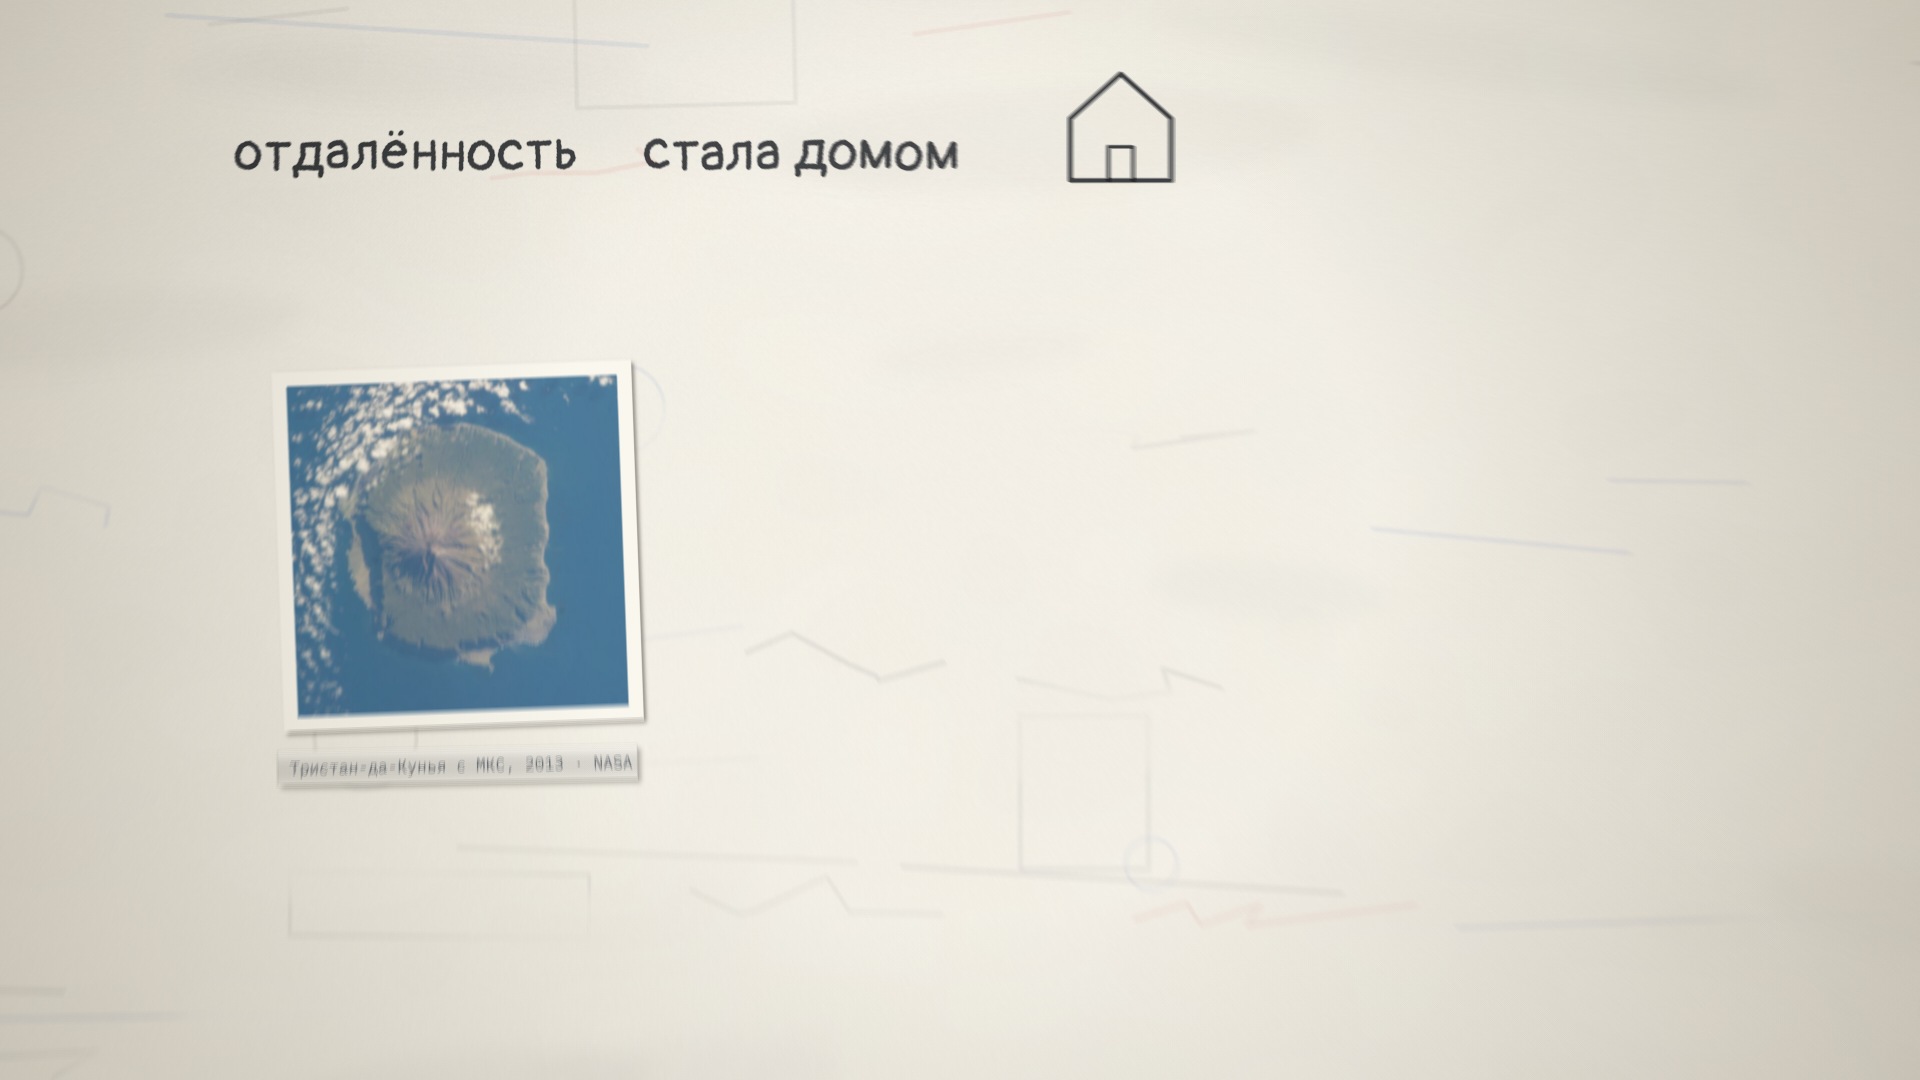 отдалённость стала домом
Тристан-да-Кунья с МКС, 2013 · NASA